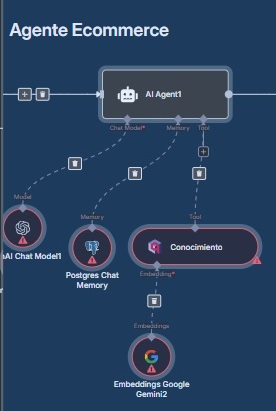 Agente Ecommerce
AI Agent1
Chat Model*
Memory
Tool
Model
Memory
Tool
AI Chat Model1
Postgres Chat
Memory
Conocimiento
Embedding*
Embeddings
Embeddings Google
Gemini2